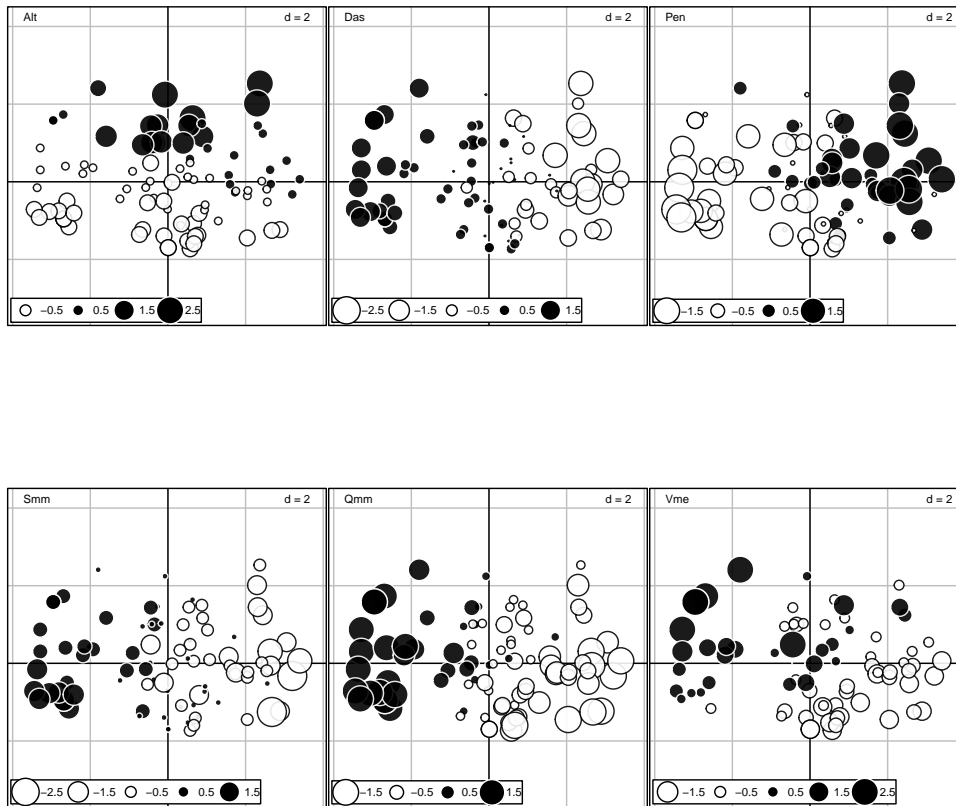 Alt d = 2
−0.5 0.5 1.5 2.5
Das d = 2
−2.5 −1.5 −0.5 0.5 1.5
Pen d = 2
−1.5 −0.5 0.5 1.5
Smm d = 2
−2.5 −1.5 −0.5 0.5 1.5
Qmm d = 2
−1.5 −0.5 0.5 1.5
Vme d = 2
−1.5 −0.5 0.5 1.5 2.5